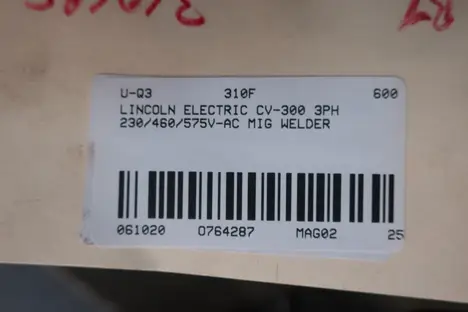 U-Q3 310F 600
LINCOLN ELECTRIC CV-300 3PH
230/460/575V-AC MIG WELDER
061020 0764287 MAG02 25